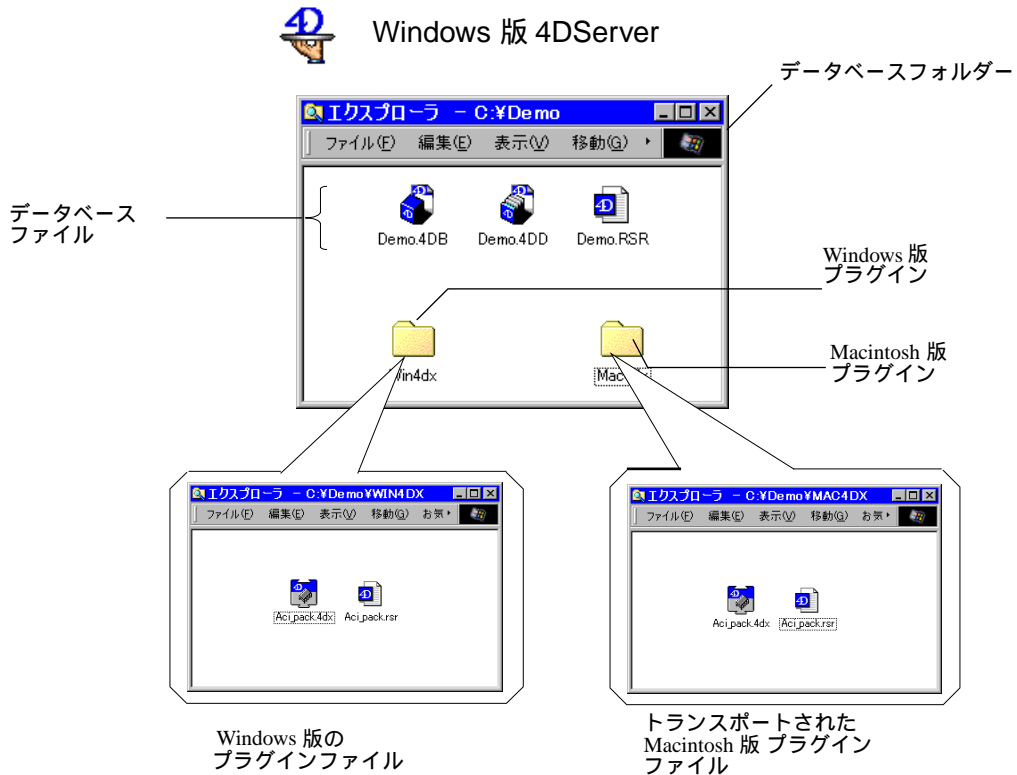 Windows 版 4DServer
データベースフォルダー
エクスプローラ − C:¥Demo
ファイル(F) 編集(E) 表示(V) 移動(G)
データベース
ファイル
Demo.4DB Demo.4DD Demo.RSR
Windows 版
プラグイン
Macintosh 版
プラグイン
Win4dx
エクスプローラ − C:¥Demo¥WIN4DX
ファイル(F) 編集(E) 表示(V) 移動(G) お気
Aci_pack.4dx Aci_pack.rsr
エクスプローラ − C:¥Demo¥MAC4DX
ファイル(F) 編集(E) 表示(V) 移動(G) お気
Aci_pack.4dx Aci_pack.rsr
Windows 版の
プラグインファイル
トランスポートされた
Macintosh 版 プラグイン
ファイル